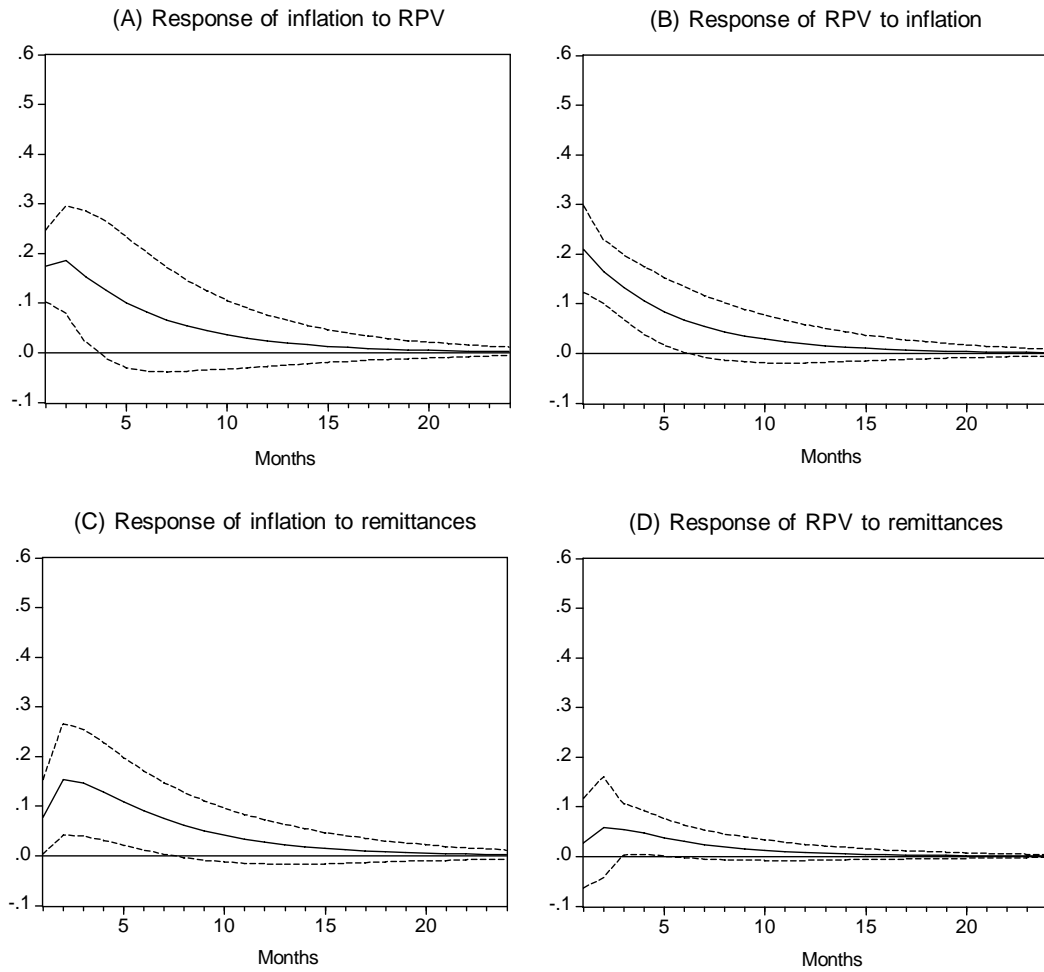 (A) Response of inflation to RPV
.6
.5
.4
.3
.2
.1
.0
-.1
5 10 15 20
Months
(B) Response of RPV to inflation
.6
.5
.4
.3
.2
.1
.0
-.1
5 10 15 20
Months
(C) Response of inflation to remittances
.6
.5
.4
.3
.2
.1
.0
-.1
5 10 15 20
Months
(D) Response of RPV to remittances
.6
.5
.4
.3
.2
.1
.0
-.1
5 10 15 20
Months